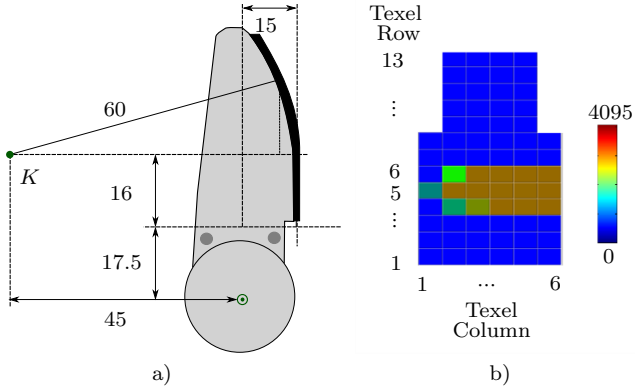 15
60
K
16
17.5
45
a)
Texel
Row
13
⋮
6
5
⋮
1
1
...
6
Texel
Column
4095
0
b)